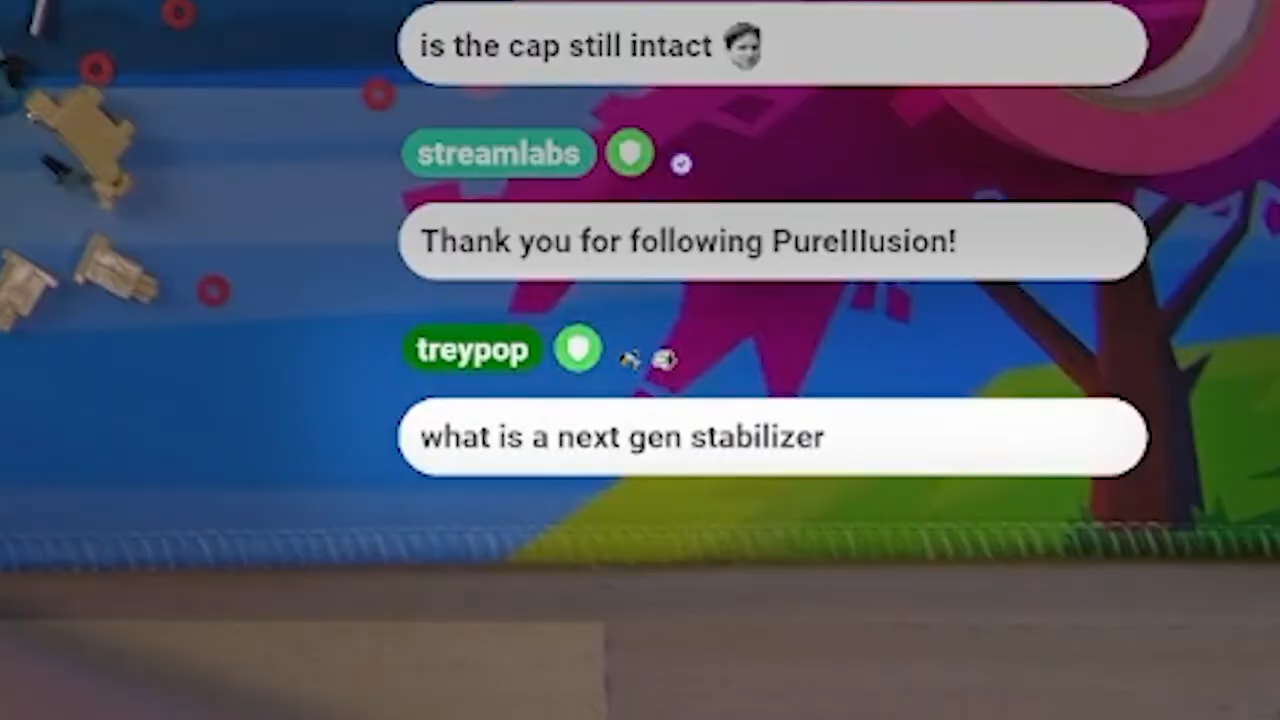 is the cap still intact
streamlabs
Thank you for following PureIllusion!
treypop
what is a next gen stabilizer